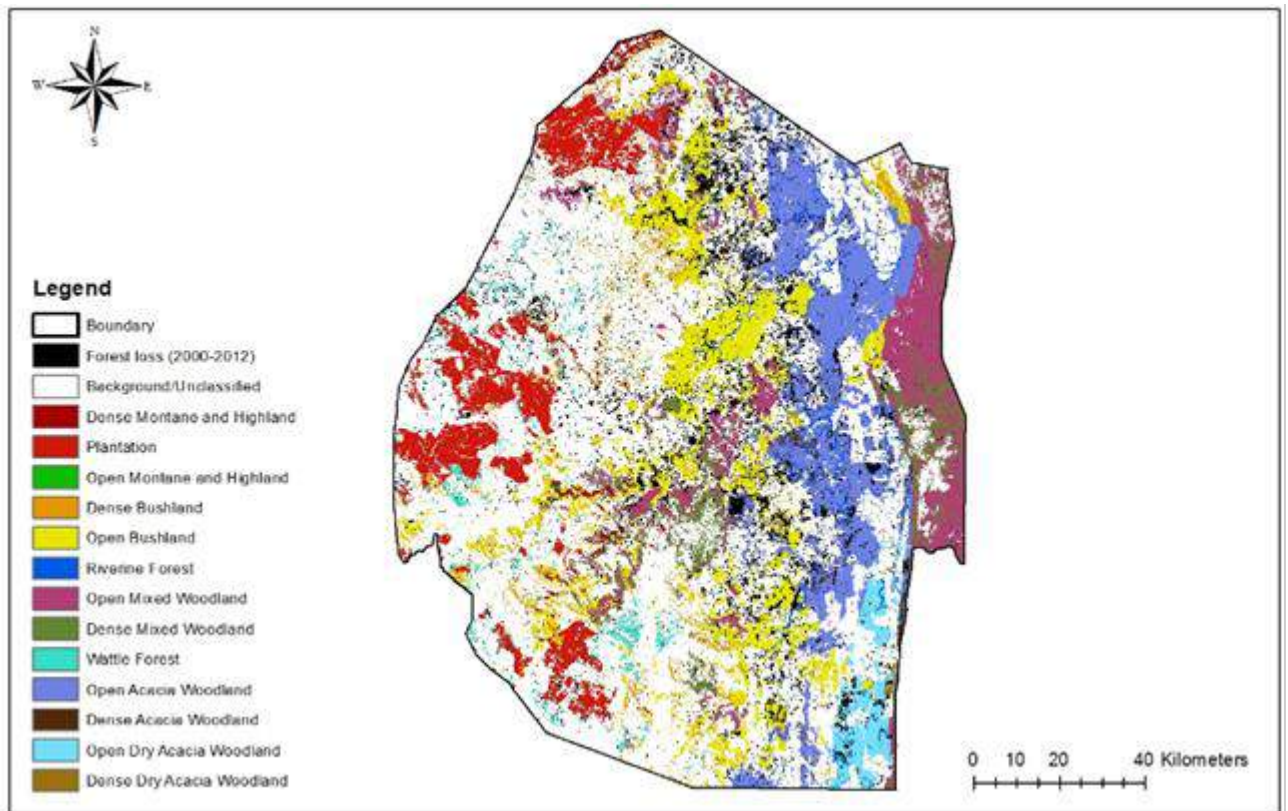 N
W E
S
Legend
Boundary
Forest loss (2000-2012)
Background/Unclassified
Dense Montane and Highland
Plantation
Open Montane and Highland
Dense Bushland
Open Bushland
Riverine Forest
Open Mixed Woodland
Dense Mixed Woodland
Wattle Forest
Open Acacia Woodland
Dense Acacia Woodland
Open Dry Acacia Woodland
Dense Dry Acacia Woodland
0 10 20 40 Kilometers